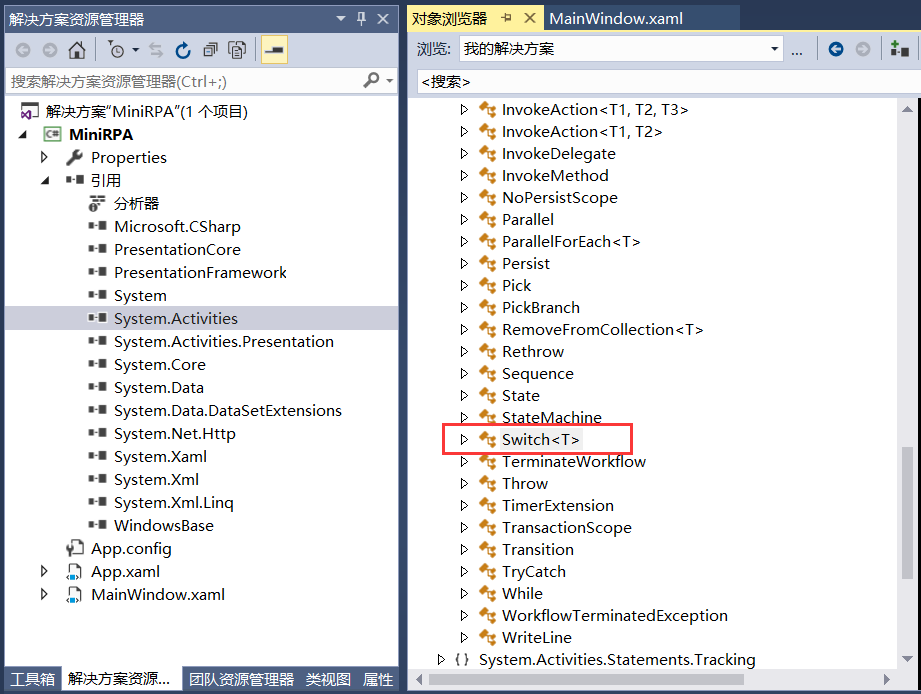 解决方案资源管理器
搜索解决方案资源管理器(Ctrl+;)
解决方案"MiniRPA"(1 个项目)
MiniRPA
Properties
引用
分析器
Microsoft.CSharp
PresentationCore
PresentationFramework
System
System.Activities
System.Activities.Presentation
System.Core
System.Data
System.Data.DataSetExtensions
System.Net.Http
System.Xaml
System.Xml
System.Xml.Linq
WindowsBase
App.config
App.xaml
MainWindow.xaml
工具箱 解决方案资源... 团队资源管理器 类视图 属性
对象浏览器 MainWindow.xaml
浏览: 我的解决方案 ...
<搜索>
InvokeAction<T1, T2, T3>
InvokeAction<T1, T2>
InvokeDelegate
InvokeMethod
NoPersistScope
Parallel
ParallelForEach<T>
Persist
Pick
PickBranch
RemoveFromCollection<T>
Rethrow
Sequence
State
StateMachine
Switch<T>
TerminateWorkflow
Throw
TimerExtension
TransactionScope
Transition
TryCatch
While
WorkflowTerminatedException
WriteLine
{} System.Activities.Statements.Tracking